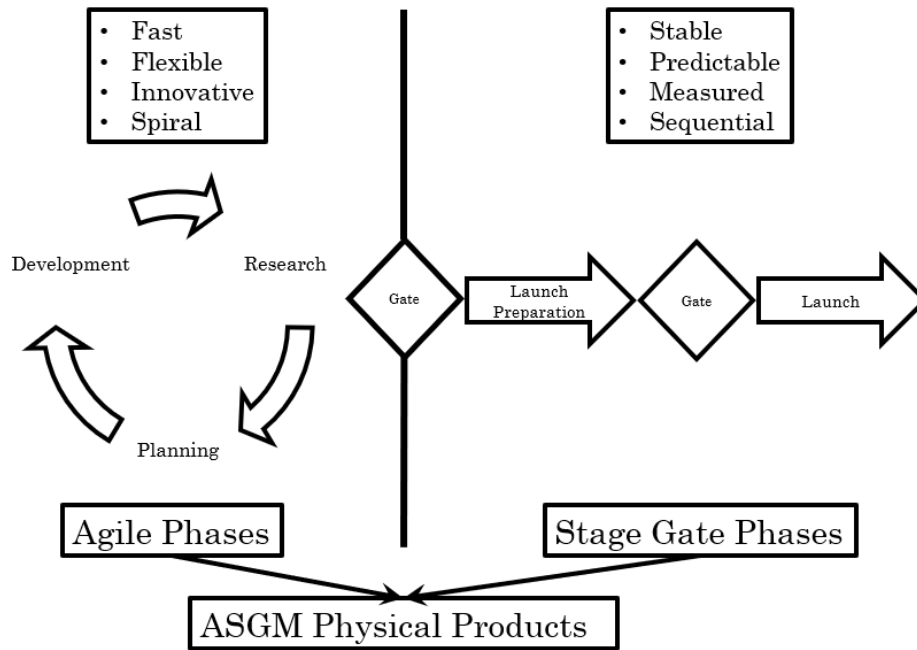 • Fast
• Flexible
• Innovative
• Spiral
• Stable
• Predictable
• Measured
• Sequential
Development
Research
Planning
Gate
Launch
Preparation
Gate
Launch
Agile Phases
Stage Gate Phases
ASGM Physical Products